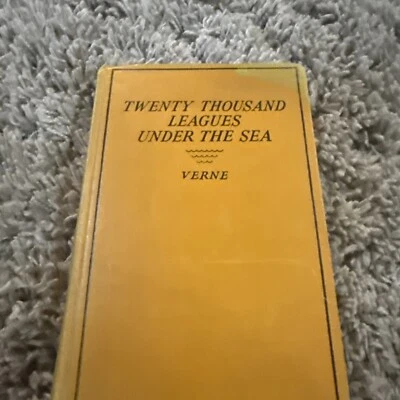 TWENTY THOUSAND
LEAGUES
UNDER THE SEA
VERNE